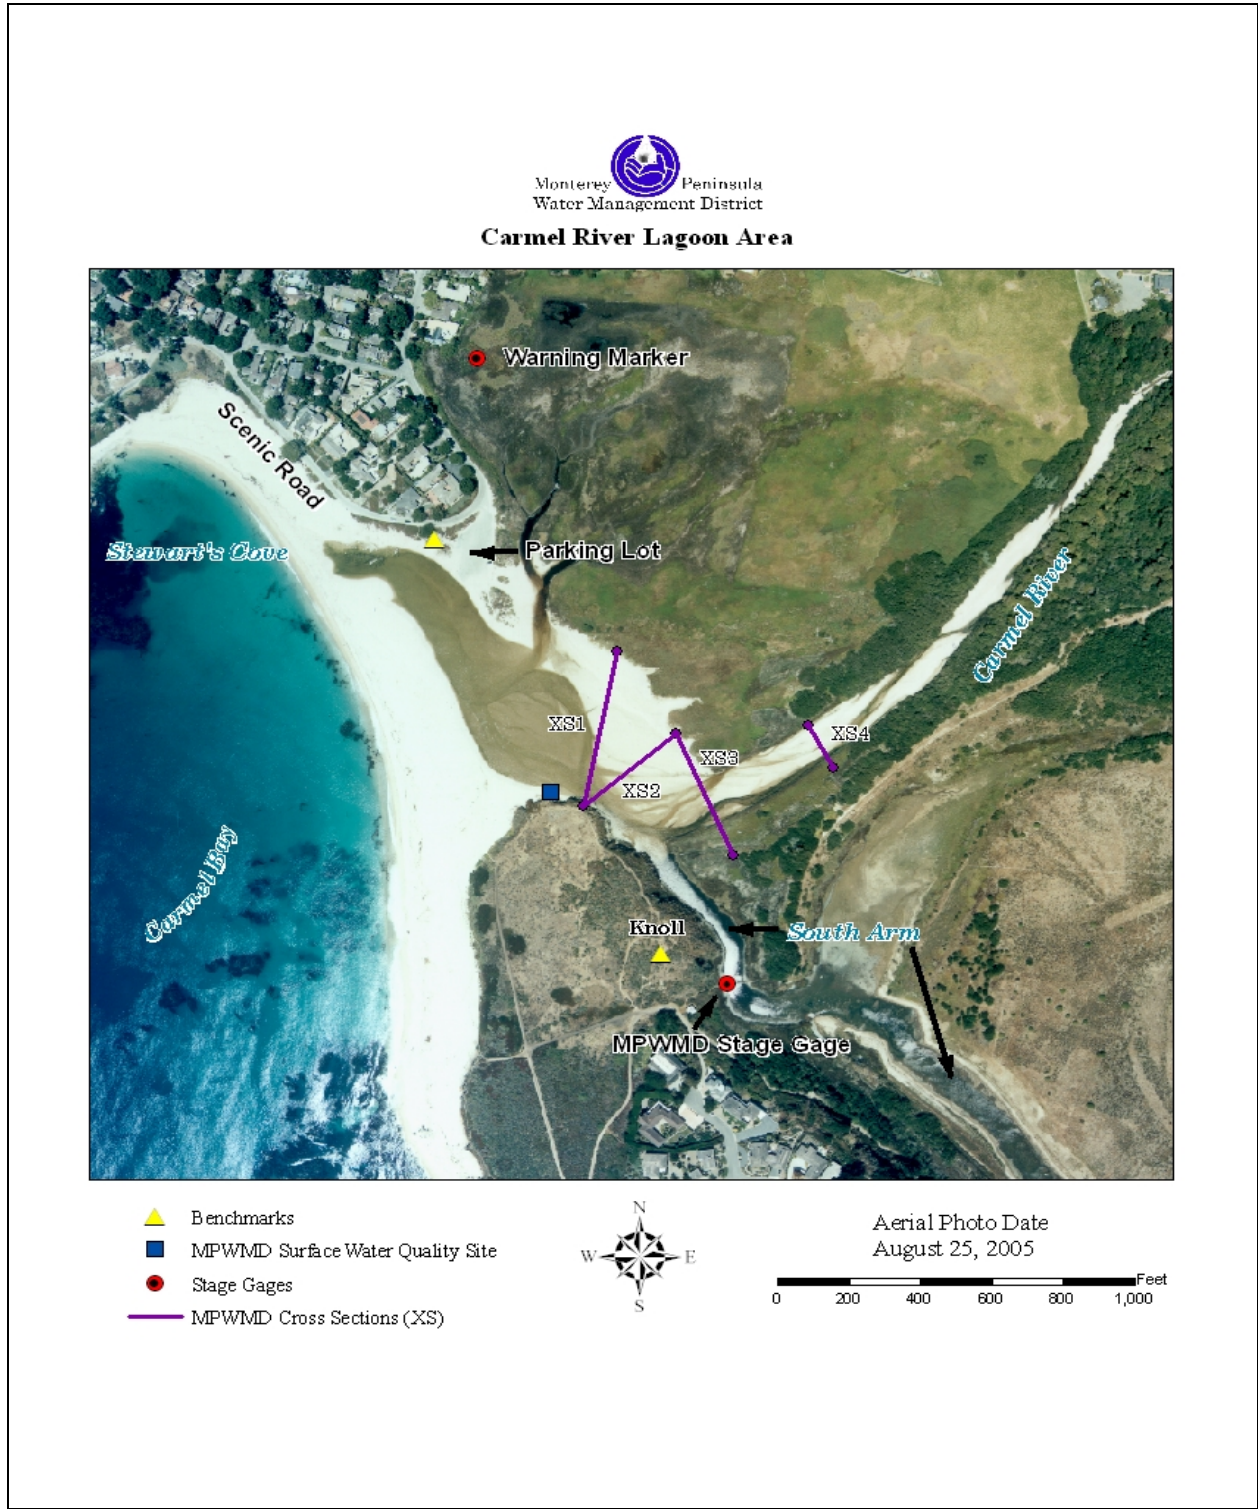 Monterey Peninsula
Water Management District
Carmel River Lagoon Area
Warning Marker
Scenic Road
Stewart's Cove
Parking Lot
Carmel River
XS1
XS4
XS3
XS2
Carmel Bay
Knoll
South Arm
MPWMD Stage Gage
Benchmarks
MPWMD Surface Water Quality Site
Stage Gages
MPWMD Cross Sections (XS)
N
W E
S
Aerial Photo Date
August 25, 2005
Feet
0 200 400 600 800 1,000